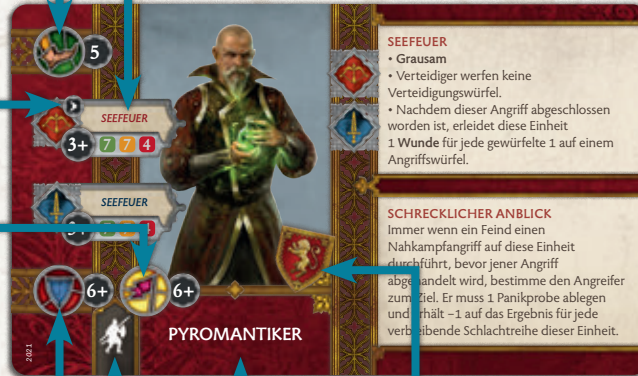 5
SEEFEUER
3+
7 7 4
SEEFEUER
6+
6+
PYROMANTIKER
2021
SEEFEUER
• Grausam
• Verteidiger werfen keine
Verteidigungswürfel.
• Nachdem dieser Angriff abgeschlossen
worden ist, erleidet diese Einheit
1 Wunde für jede gewürfelte 1 auf einem
Angriffswürfel.
SCHRECKLICHER ANBLICK
Immer wenn ein Feind einen
Nahkampfangriff auf diese Einheit
durchführt, bevor jener Angriff
abgehandelt wird, bestimme den Angreifer
zum Ziel. Er muss 1 Panikprobe ablegen
und erhält −1 auf das Ergebnis für jede
verbleibende Schlachtreihe dieser Einheit.